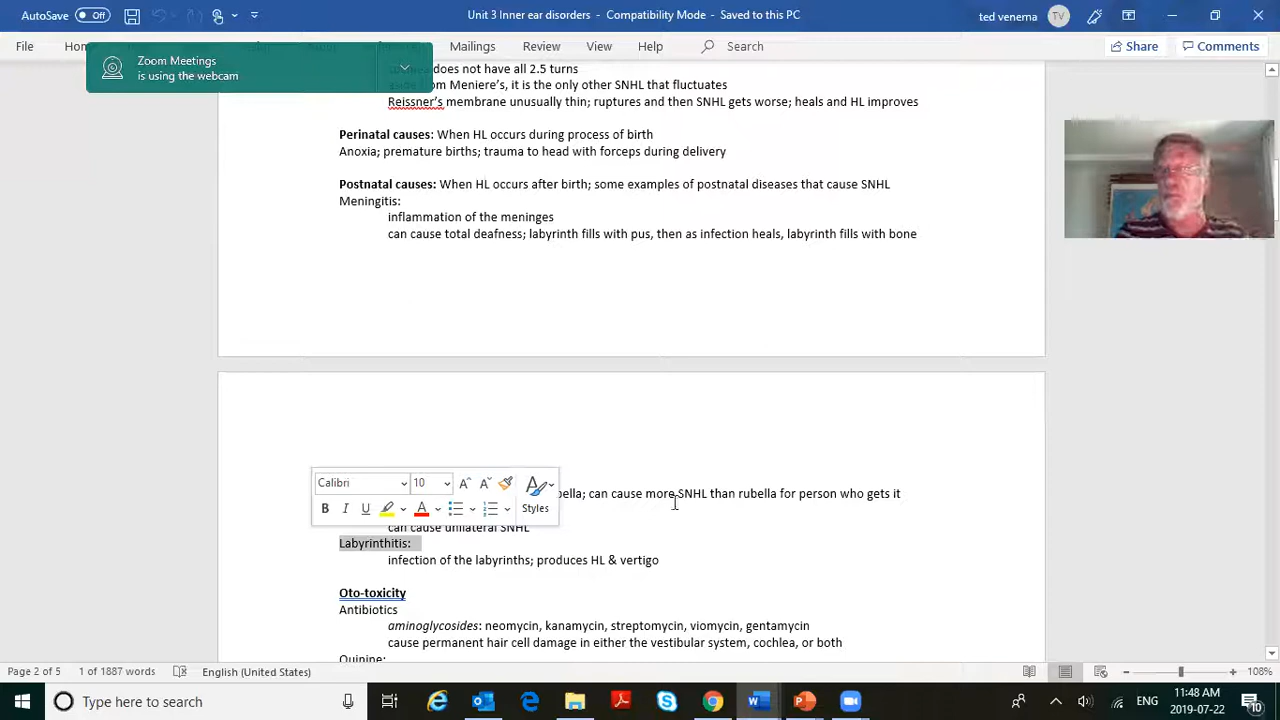 AutoSave Off
Unit 3 Inner ear disorders - Compatibility Mode - Saved to this PC
ted venema TV
File Mailings Review View Help Search Share Comments
Zoom Meetings
is using the webcam
does not have all 2.5 turns
aside from Meniere's, it is the only other SNHL that fluctuates
Reissner's membrane unusually thin; ruptures and then SNHL gets worse; heals and HL improves
Perinatal causes: When HL occurs during process of birth
Anoxia; premature births; trauma to head with forceps during delivery
Postnatal causes: When HL occurs after birth; some examples of postnatal diseases that cause SNHL
Meningitis:
inflammation of the meninges
can cause total deafness; labyrinth fills with pus, then as infection heals, labyrinth fills with bone
Calibri 10
B I U A Styles
; can cause more SNHL than rubella for person who gets it
can cause unilateral SNHL
Labyrinthitis:
infection of the labyrinths; produces HL & vertigo
Oto-toxicity
Antibiotics
aminoglycosides: neomycin, kanamycin, streptomycin, viomycin, gentamycin
cause permanent hair cell damage in either the vestibular system, cochlea, or both
Quinine:
Page 2 of 5 1 of 1887 words English (United States) 108%
Type here to search
ENG
11:48 AM
2019-07-22
10